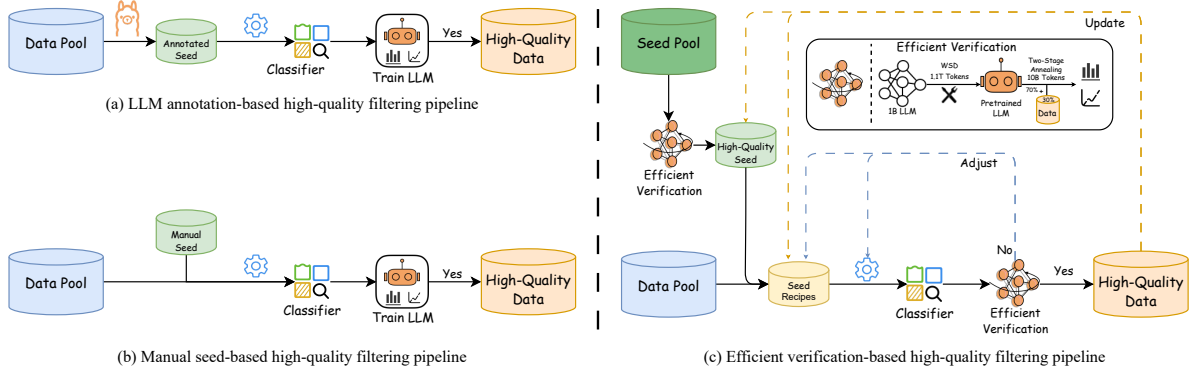 Data Pool
Annotated
Seed
Classifier
Train LLM
Yes
High-Quality
Data
(a) LLM annotation-based high-quality filtering pipeline
Manual
Seed
Data Pool
Classifier
Train LLM
Yes
High-Quality
Data
(b) Manual seed-based high-quality filtering pipeline
Seed Pool
Update
Efficient Verification
1B LLM
WSD
1.1T Tokens
Pretrained
LLM
Two-Stage
Annealing
10B Tokens
70%
30%
Data
Efficient
Verification
High-Quality
Seed
Adjust
Data Pool
Seed
Recipes
Classifier
No
Efficient
Verification
Yes
High-Quality
Data
(c) Efficient verification-based high-quality filtering pipeline